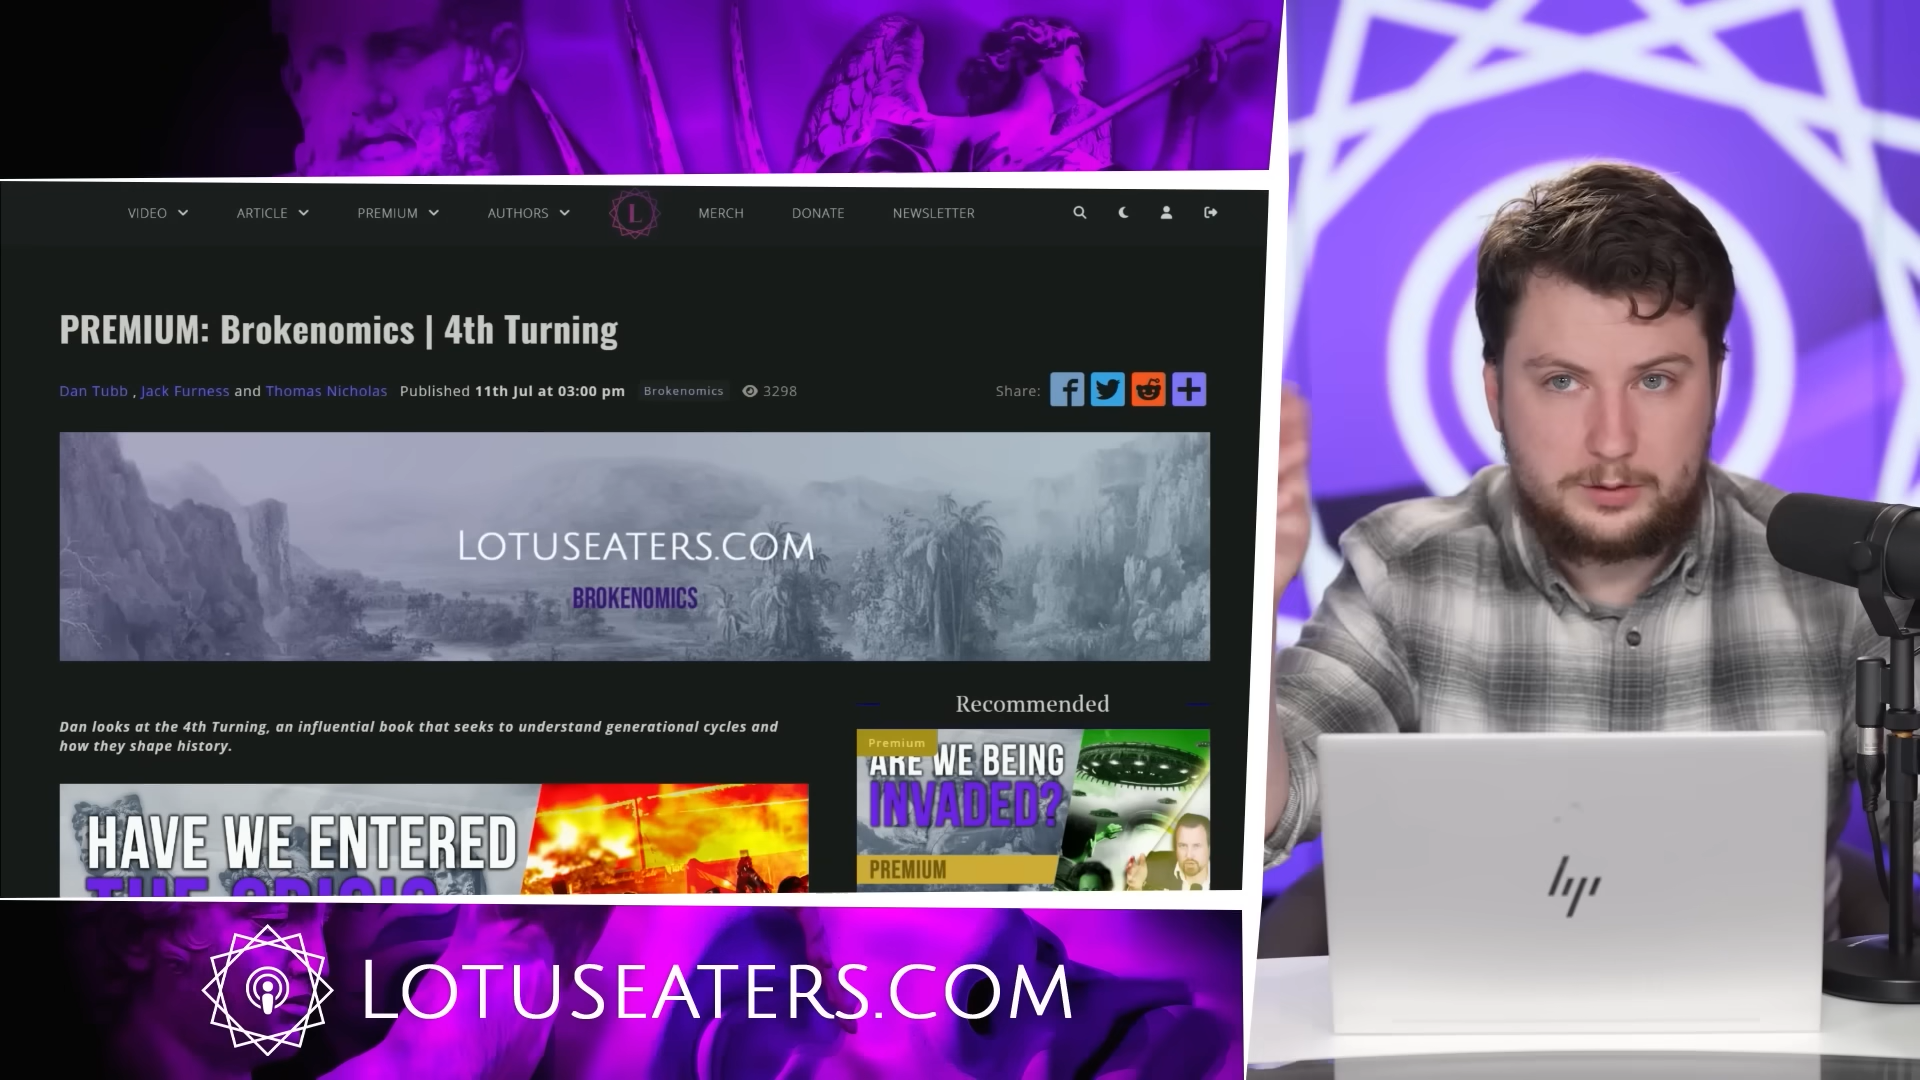 VIDEO ARTICLE PREMIUM AUTHORS L MERCH DONATE NEWSLETTER
PREMIUM: Brokenomics | 4th Turning
Dan Tubb , Jack Furness and Thomas Nicholas Published 11th Jul at 03:00 pm Brokenomics 3298 Share:
LOTUSEATERS.COM
BROKENOMICS
Dan looks at the 4th Turning, an influential book that seeks to understand generational cycles and
how they shape history.
HAVE WE ENTERED
THE CRISIS
Recommended
Premium
ARE WE BEING
INVADED?
PREMIUM
LOTUSEATERS.COM
hp